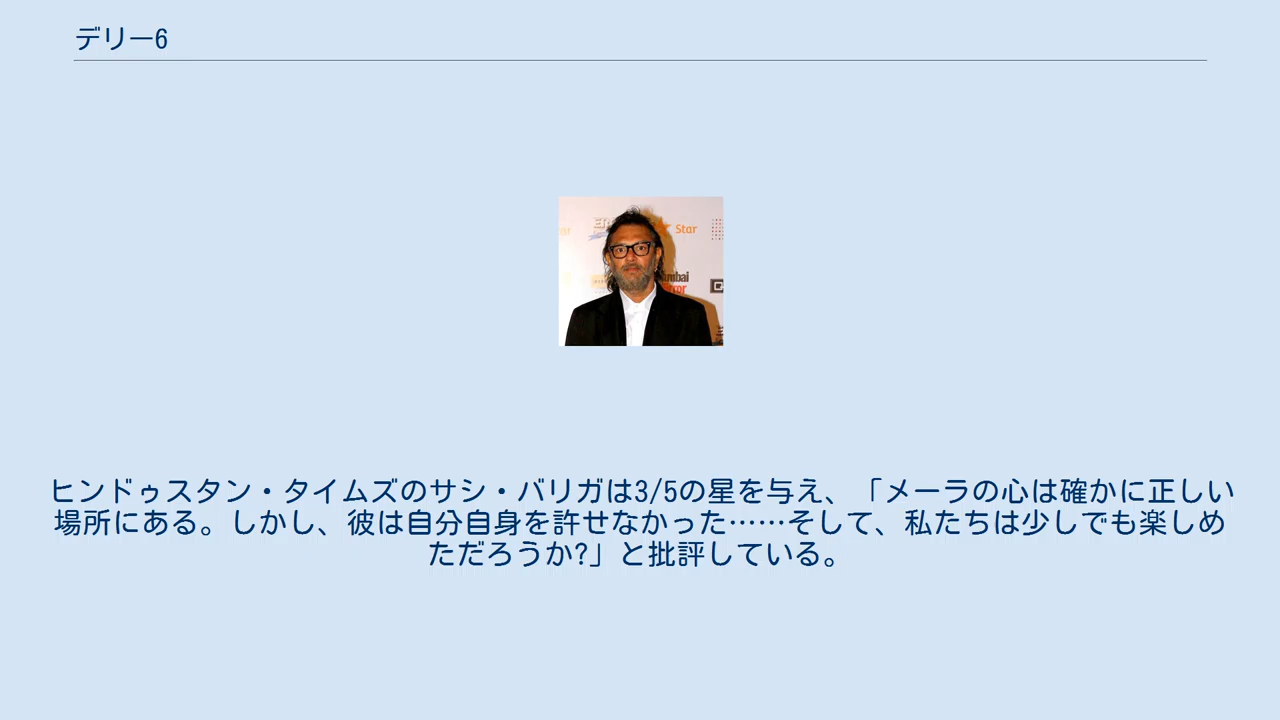 デリー6
Star
ヒンドゥスタン・タイムズのサシ・バリガは3/5の星を与え、「メーラの心は確かに正しい
場所にある。しかし、彼は自分自身を許せなかった……そして、私たちは少しでも楽しめ
ただろうか?」と批評している。